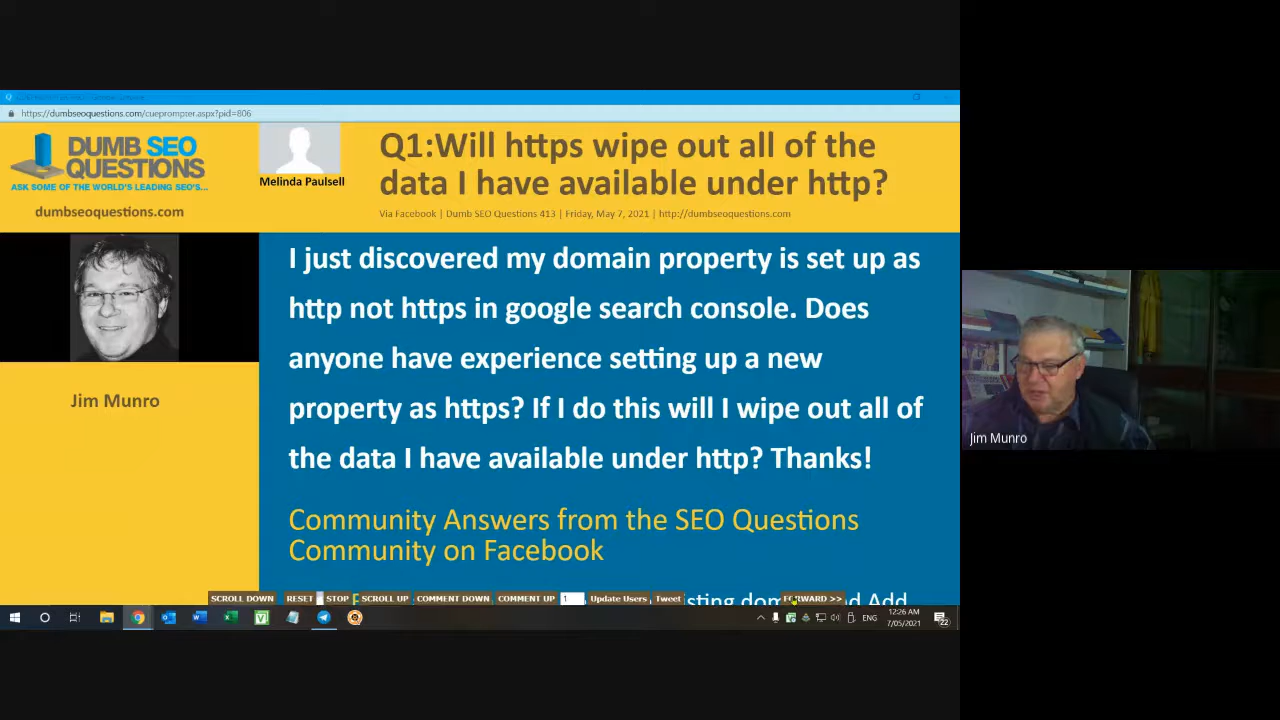 https://dumbseoquestions.com/cueprompter.aspx?pid=806
DUMB SEO
QUESTIONS
ASK SOME OF THE WORLD'S LEADING SEO'S...
dumbseoquestions.com
Melinda Paulsell
Q1:Will https wipe out all of the
data I have available under http?
Via Facebook | Dumb SEO Questions 413 | Friday, May 7, 2021 | http://dumbseoquestions.com
Jim Munro
I just discovered my domain property is set up as
http not https in google search console. Does
anyone have experience setting up a new
property as https? If I do this will I wipe out all of
the data I have available under http? Thanks!
Community Answers from the SEO Questions
Community on Facebook
SCROLL DOWN RESET STOP SCROLL UP COMMENT DOWN COMMENT UP 1 Update Users Tweet FORWARD >>
Add
ENG
12:26 AM
7/05/2021
22
Jim Munro